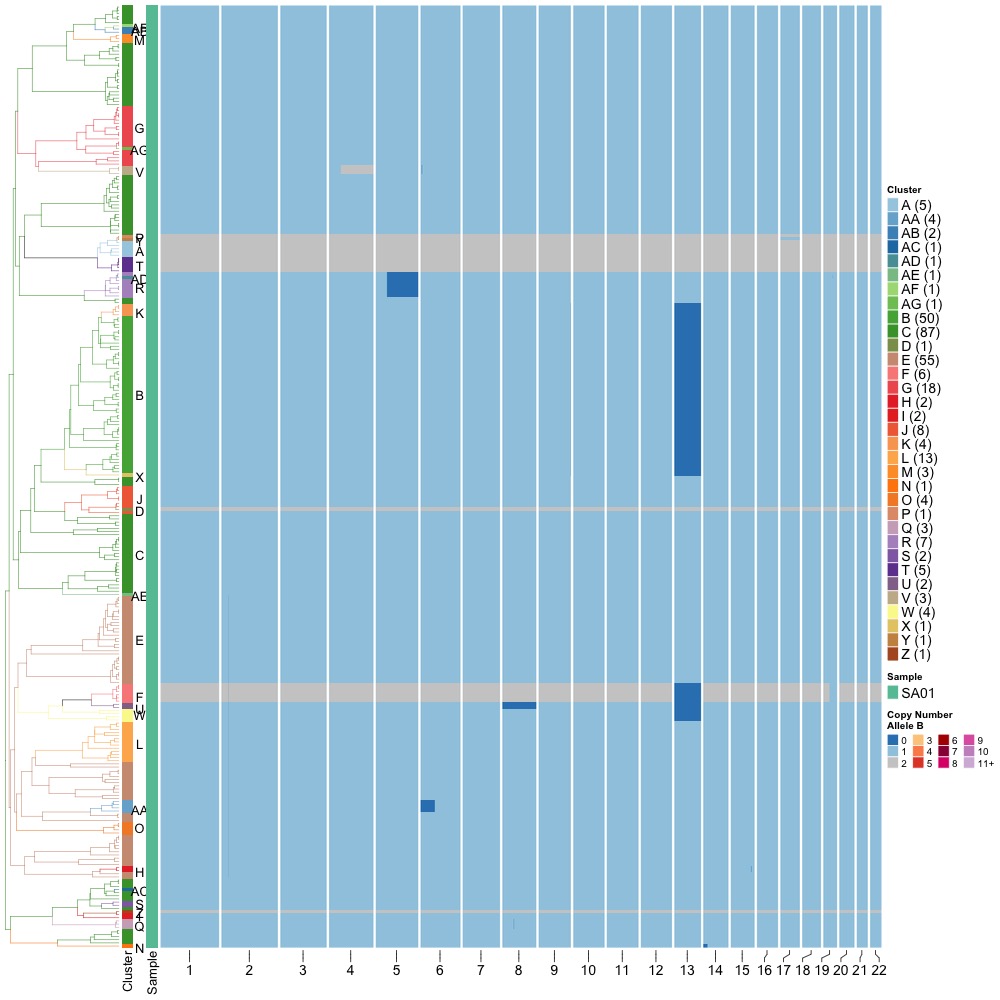 AF
AB
M
G
AG
V
P
A
T
AD
R
K
B
X
J
D
C
AE
E
F
U
W
L
AA
O
H
AC
S
Z
Q
N
Cluster
Sample
1 2 3 4 5 6 7 8 9 10 11 12 13 14 15 16 17 18 19 20 21 22
Cluster
A (5)
AA (4)
AB (2)
AC (1)
AD (1)
AE (1)
AF (1)
AG (1)
B (50)
C (87)
D (1)
E (55)
F (6)
G (18)
H (2)
I (2)
J (8)
K (4)
L (13)
M (3)
N (1)
O (4)
P (1)
Q (3)
R (7)
S (2)
T (5)
U (2)
V (3)
W (4)
X (1)
Y (1)
Z (1)
Sample
SA01
Copy Number
Allele B
0 3 6 9
1 4 7 10
2 5 8 11+